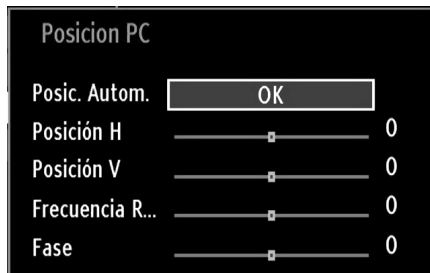 Posicion PC
Posic. Autom. OK
Posición H 0
Posición V 0
Frecuencia R... 0
Fase 0